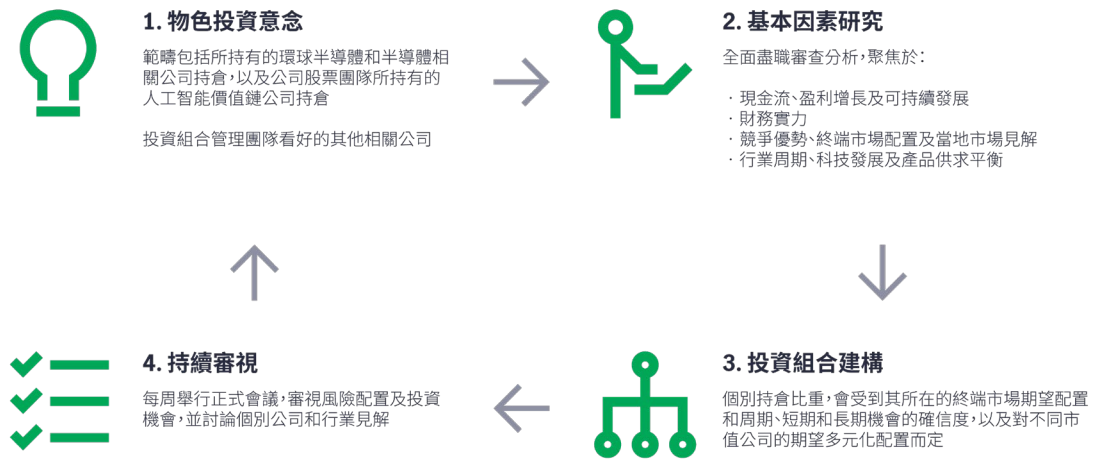 1. 物色投資意念
範疇包括所持有的環球半導體和半導體相
關公司持倉，以及公司股票團隊所持有的
人工智能價值鏈公司持倉
投資組合管理團隊看好的其他相關公司
2. 基本因素研究
全面盡職審查分析，聚焦於：
· 現金流、盈利增長及可持續發展
· 財務實力
· 競爭優勢、終端市場配置及當地市場見解
· 行業周期、科技發展及產品供求平衡
3. 投資組合建構
個別持倉比重，會受到其所在的終端市場期望配置
和周期、短期和長期機會的確信度，以及對不同市
值公司的期望多元化配置而定
4. 持續審視
每周舉行正式會議，審視風險配置及投資
機會，並討論個別公司和行業見解